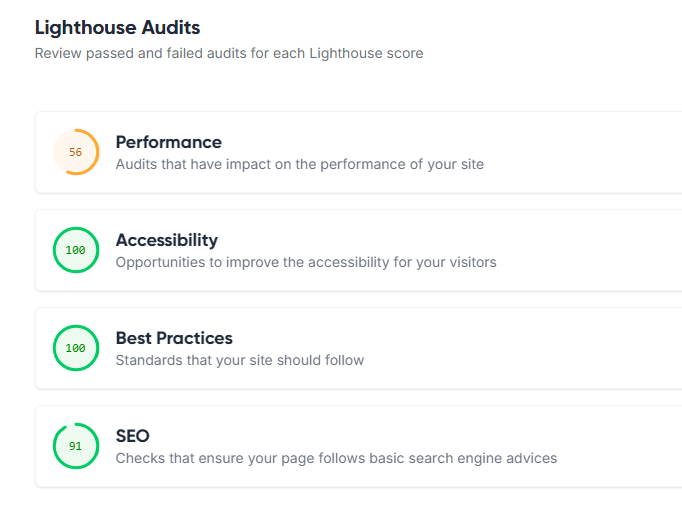 Lighthouse Audits
Review passed and failed audits for each Lighthouse score
56
Performance
Audits that have impact on the performance of your site
100
Accessibility
Opportunities to improve the accessibility for your visitors
100
Best Practices
Standards that your site should follow
91
SEO
Checks that ensure your page follows basic search engine advices